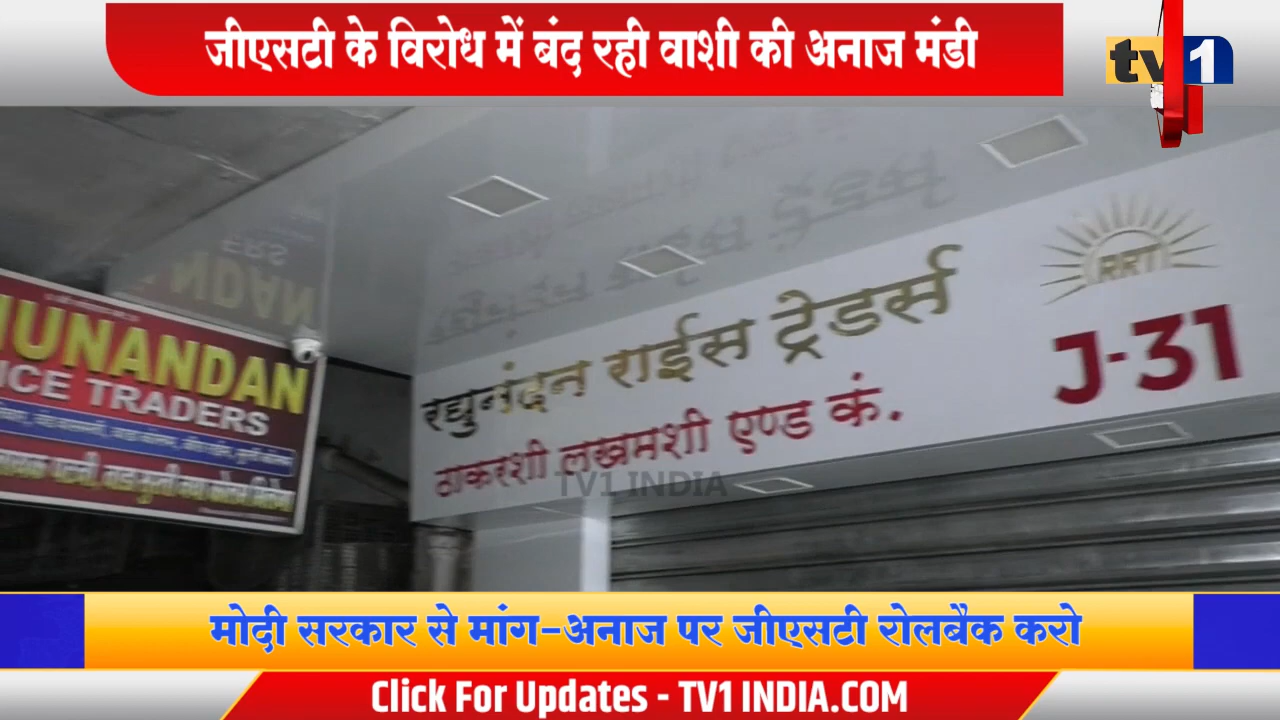 जीएसटी के विरोध में बंद रही वाशी की अनाज मंडी
tv1
RRT
J-31
रघुनंदन राईस ट्रेडर्स
ठाकरशी लखमशी एण्ड कं.
UNANDAN
ICE TRADERS
TV1 INDIA
मोदी सरकार से मांग-अनाज पर जीएसटी रोलबैक करो
Click For Updates - TV1 INDIA.COM